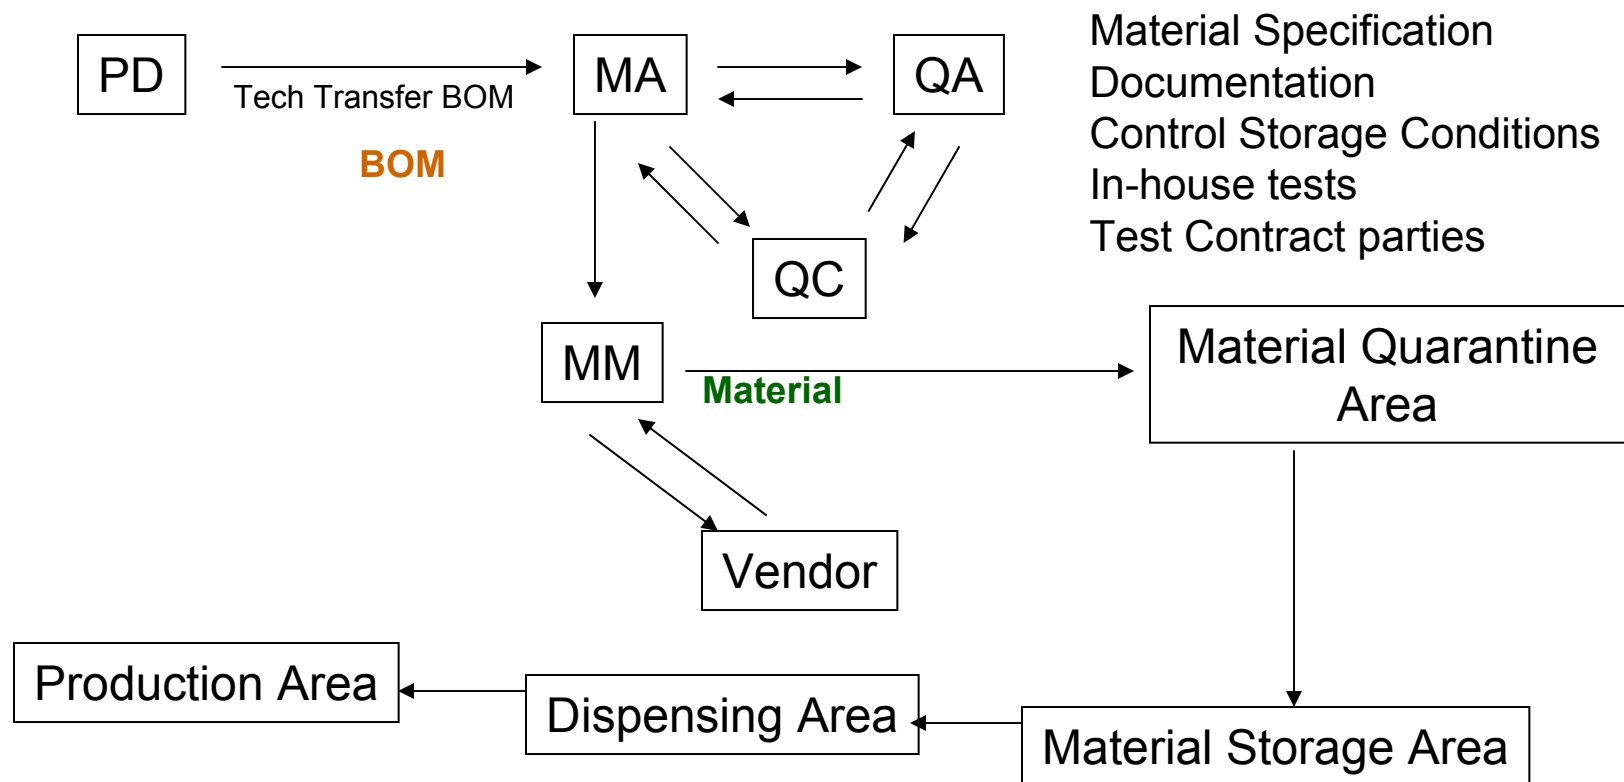 PD
Tech Transfer BOM
BOM
MA
QA
QC
Material Specification
Documentation
Control Storage Conditions
In-house tests
Test Contract parties
MM
Material
Material Quarantine
Area
Vendor
Production Area
Dispensing Area
Material Storage Area